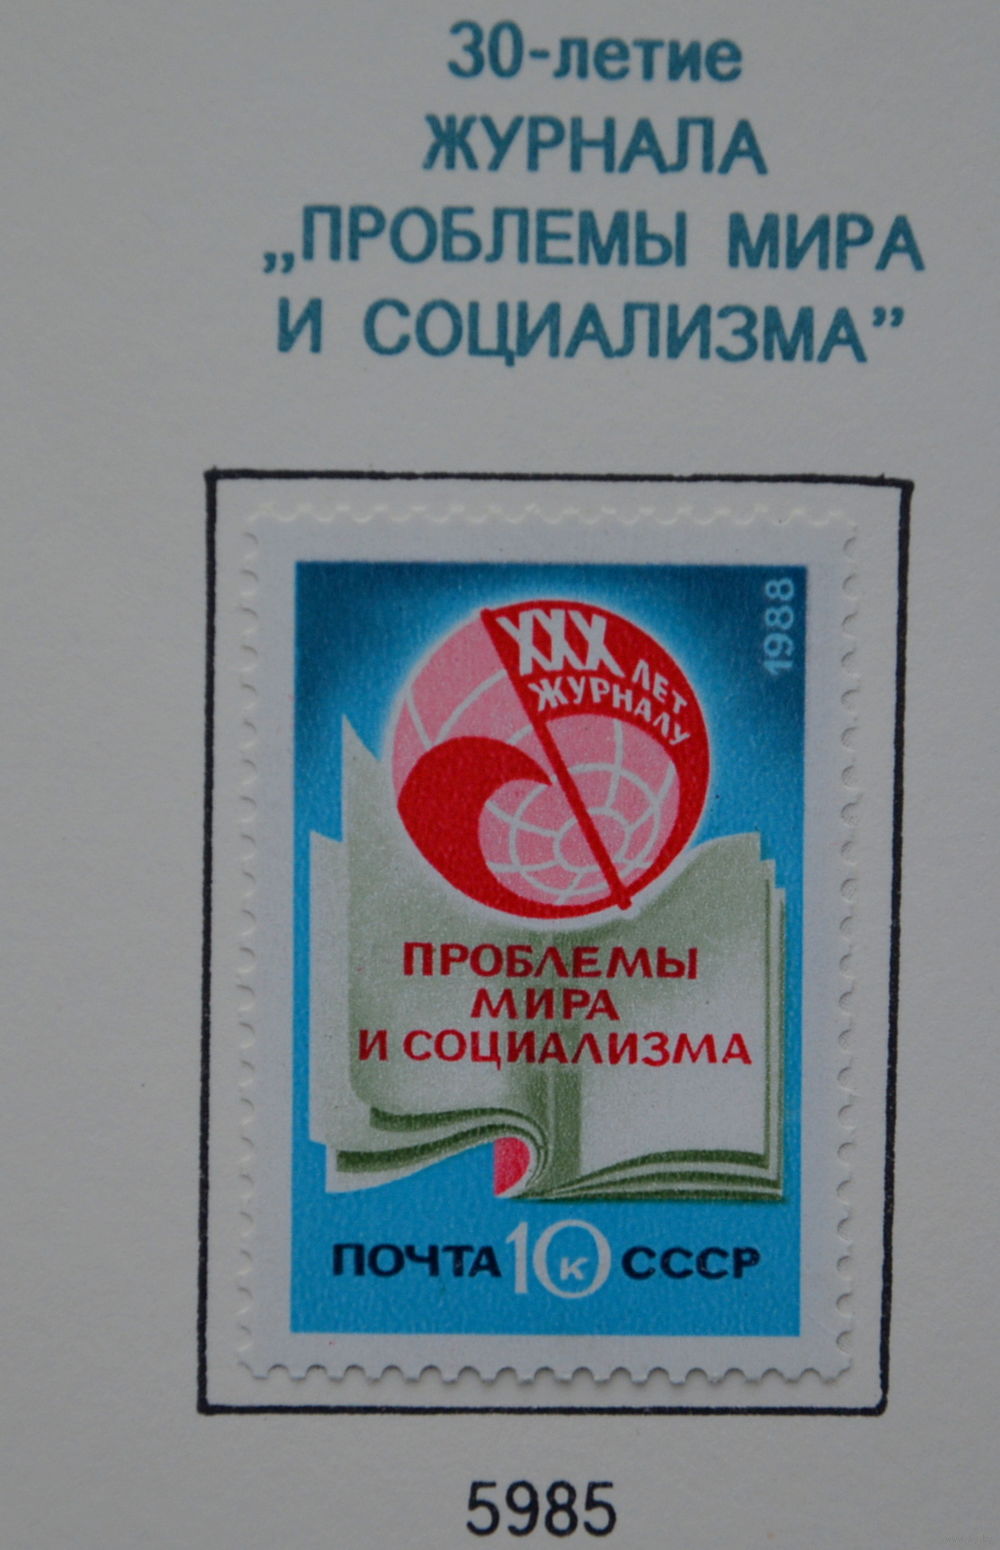 30-летие
ЖУРНАЛА
„ПРОБЛЕМЫ МИРА
И СОЦИАЛИЗМА”
1988
XXX ЛЕТ
ЖУРНАЛУ
ПРОБЛЕМЫ
МИРА
И СОЦИАЛИЗМА
ПОЧТА 10 к СССР
5985